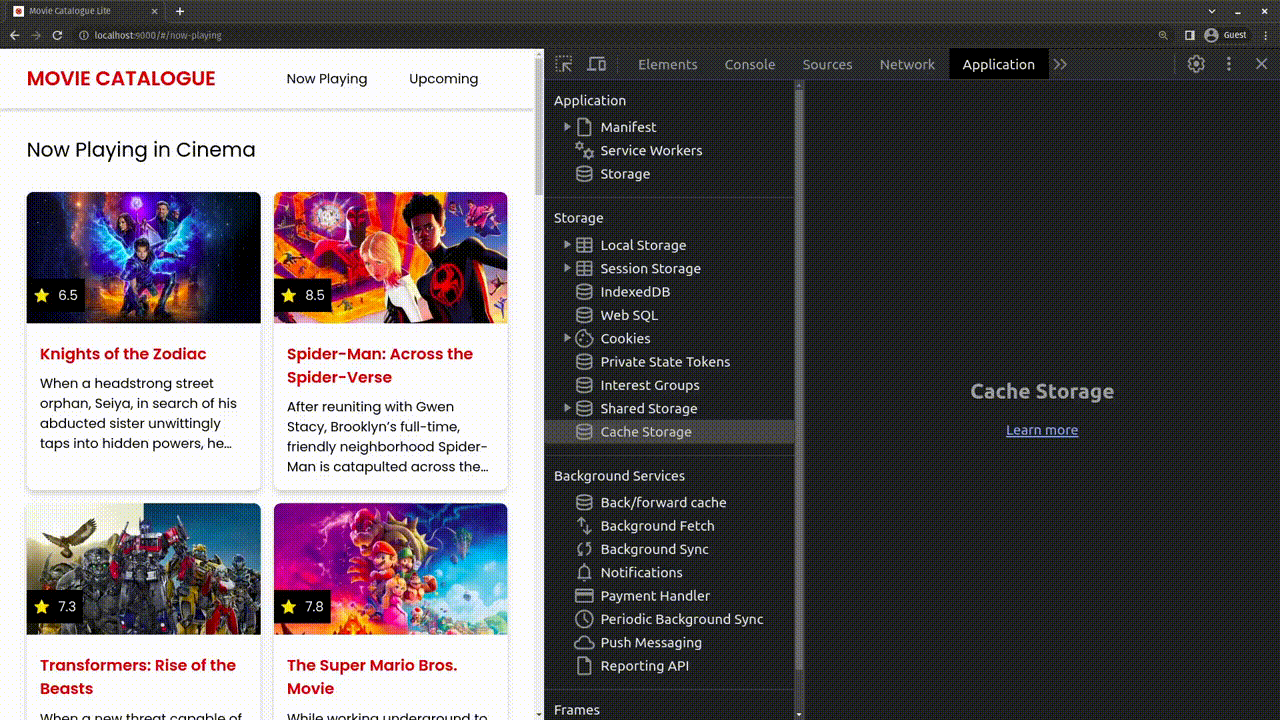 Movie Catalogue Lite
localhost:9000/#/now-playing
Guest
MOVIE CATALOGUE
Now Playing
Upcoming
Now Playing in Cinema
6.5
Knights of the Zodiac
When a headstrong street
orphan, Seiya, in search of his
abducted sister unwittingly
taps into hidden powers, he...
8.5
Spider-Man: Across the
Spider-Verse
After reuniting with Gwen
Stacy, Brooklyn's full-time,
friendly neighborhood Spider-
Man is catapulted across the...
7.3
Transformers: Rise of the
Beasts
When a new threat capable of
7.8
The Super Mario Bros.
Movie
While working underground to
Elements
Console
Sources
Network
Application
Application
Manifest
Service Workers
Storage
Storage
Local Storage
Session Storage
IndexedDB
Web SQL
Cookies
Private State Tokens
Interest Groups
Shared Storage
Cache Storage
Background Services
Back/forward cache
Background Fetch
Background Sync
Notifications
Payment Handler
Periodic Background Sync
Push Messaging
Reporting API
Frames
Cache Storage
Learn more